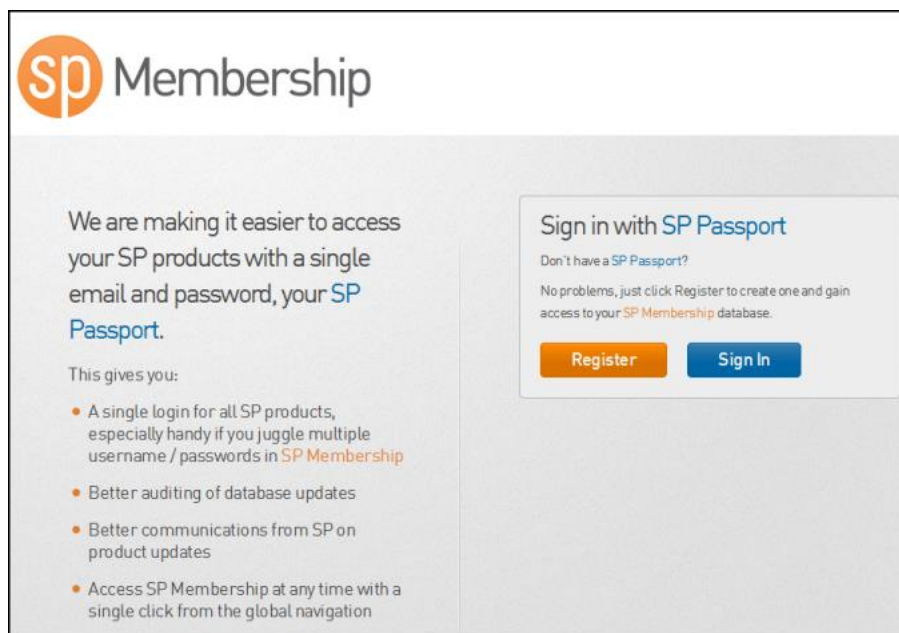 sp Membership
We are making it easier to access
your SP products with a single
email and password, your SP
Passport.
This gives you:
• A single login for all SP products,
especially handy if you juggle multiple
username / passwords in SP Membership
• Better auditing of database updates
• Better communications from SP on
product updates
• Access SP Membership at any time with a
single click from the global navigation
Sign in with SP Passport
Don't have a SP Passport?
No problems, just click Register to create one and gain
access to your SP Membership database.
Register
Sign In